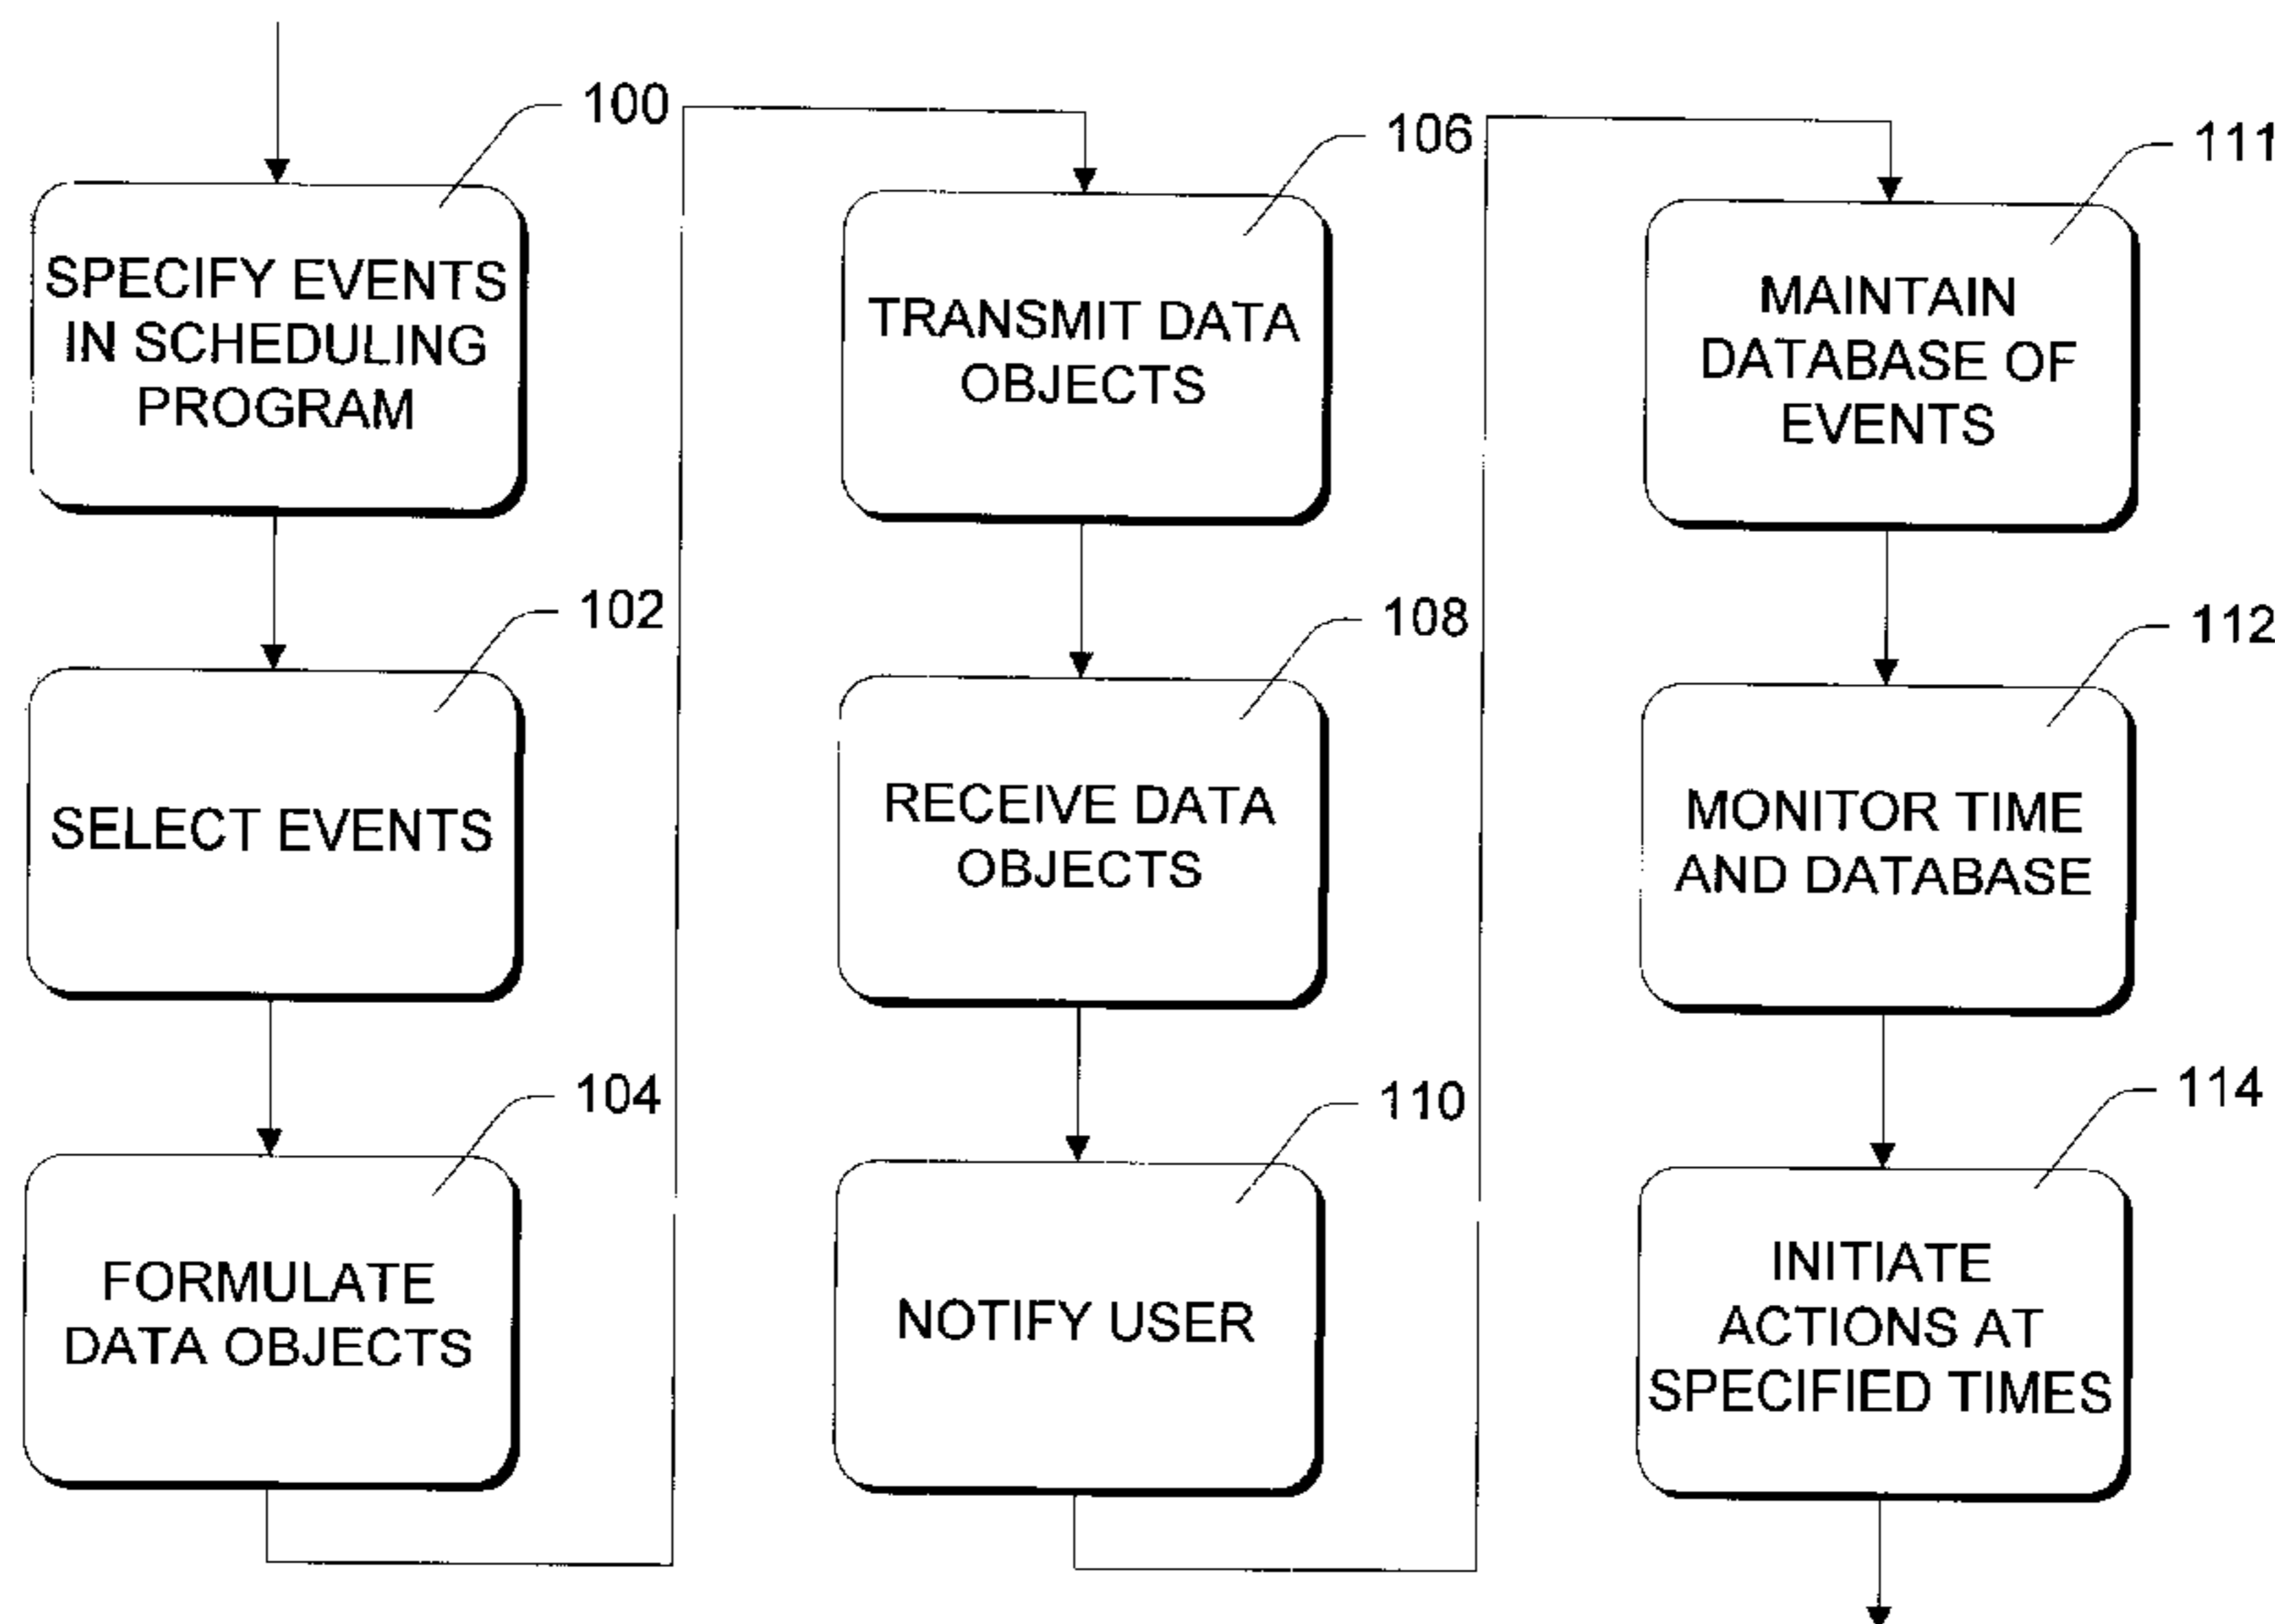 100
SPECIFY EVENTS
IN SCHEDULING
PROGRAM
102
SELECT EVENTS
104
FORMULATE
DATA OBJECTS
106
TRANSMIT DATA
OBJECTS
108
RECEIVE DATA
OBJECTS
110
NOTIFY USER
111
MAINTAIN
DATABASE OF
EVENTS
112
MONITOR TIME
AND DATABASE
114
INITIATE
ACTIONS AT
SPECIFIED TIMES